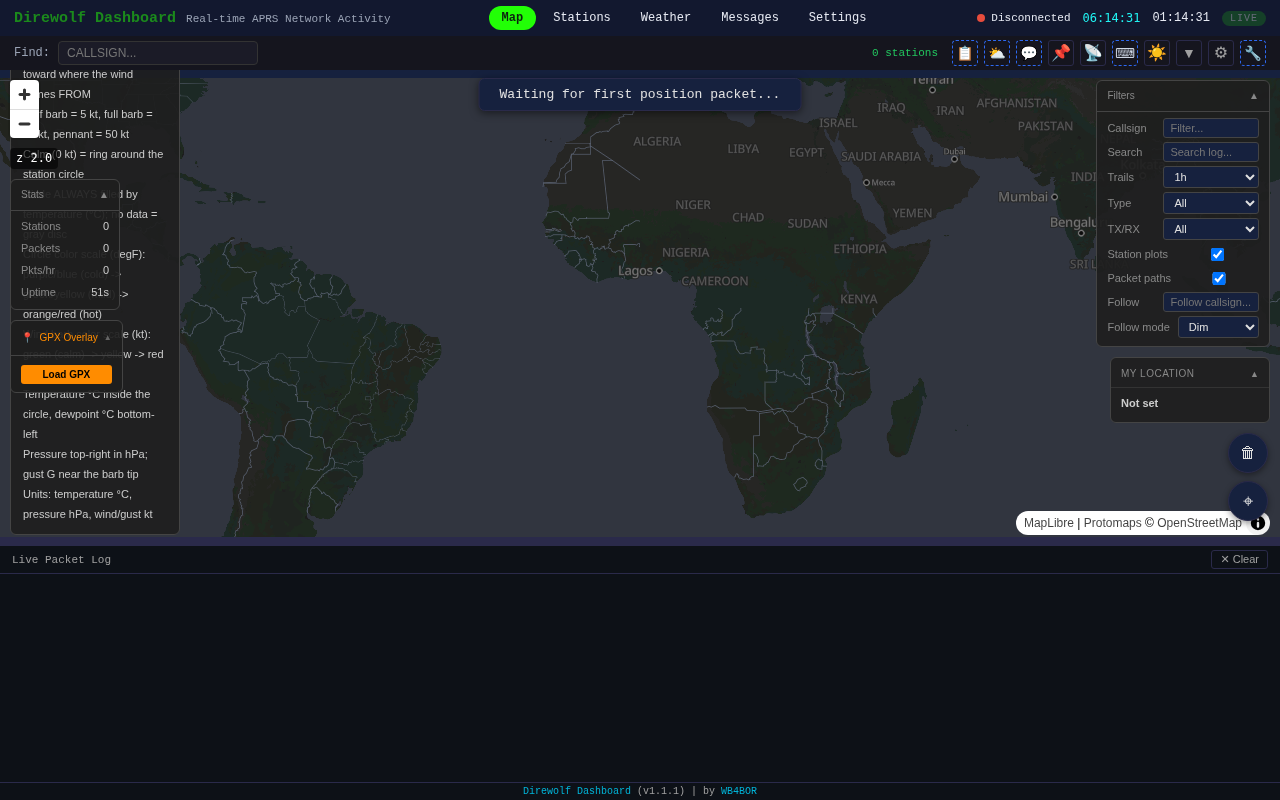 Direwolf Dashboard Real-time APRS Network Activity
Map Stations Weather Messages Settings
Disconnected 06:14:31 01:14:31 LIVE
Find: CALLSIGN...
0 stations
Waiting for first position packet...
toward where the wind
FROM
barb = 5 kt, full barb =
kt, pennant = 50 kt
(0 kt) = ring around the
station circle
z 2.0
Stats ▲
Stations 0
Packets 0
Pkts/hr 0
Uptime 51s
orange/red (hot)
GPX Overlay ▲
Load GPX
Temperature °C inside the
circle, dewpoint °C bottom-
left
Pressure top-right in hPa;
gust G near the barb tip
Units: temperature °C,
pressure hPa, wind/gust kt
Tehran
IRAQ
IRAN
AFGHANISTAN
ISRAEL
PAKISTAN
ALGERIA
LIBYA
EGYPT
SAUDI ARABIA
Dubai
Mecca
Mumbai
NIGER
CHAD
SUDAN
YEMEN
NIGERIA
ETHIOPIA
Lagos
CAMEROON
KENYA
Filters ▲
Callsign Filter...
Search Search log...
Trails 1h
Type All
TX/RX All
Station plots
Packet paths
Follow Follow callsign...
Follow mode Dim
MY LOCATION ▲
Not set
MapLibre | Protomaps © OpenStreetMap
Live Packet Log
✕ Clear
Direwolf Dashboard (v1.1.1) | by WB4BOR